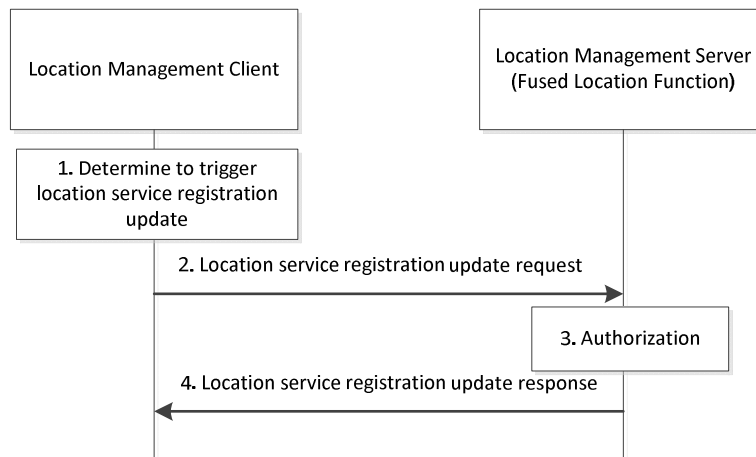 Location Management Client
Location Management Server
(Fused Location Function)
1. Determine to trigger
location service registration
update
2. Location service registration update request
3. Authorization
4. Location service registration update response